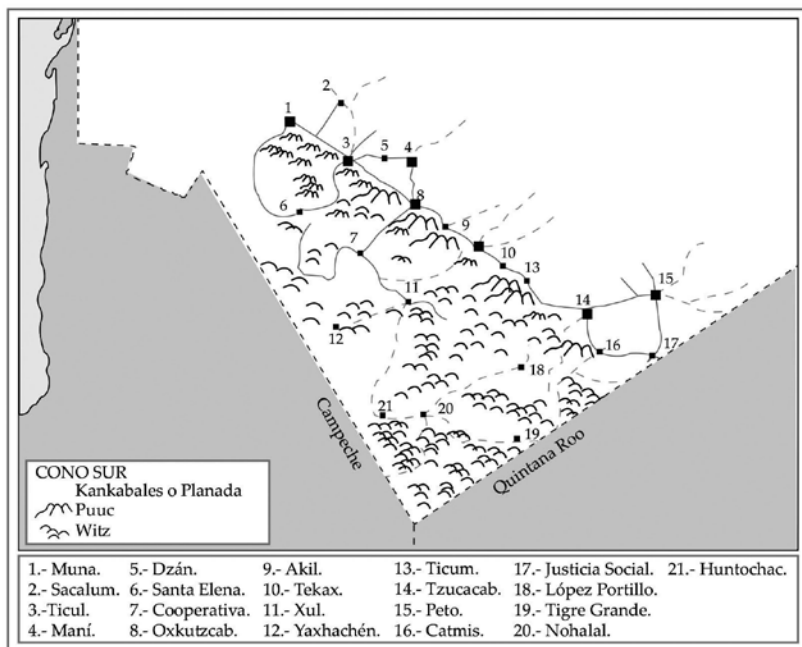 1
2
3
5
4
6
8
7
9
10
13
15
11
14
12
16
17
18
21
20
19
Campeche
Quintana Roo
CONO SUR
Kankabales o Planada
Puuc
Witz
1.- Muna. 5.- Dzán. 9.- Akil. 13.- Ticum. 17.- Justicia Social. 21.- Huntochac.
2.- Sacalum. 6.- Santa Elena. 10.- Tekax. 14.- Tzucacab. 18.- López Portillo.
3.-Ticul. 7.- Cooperativa. 11.- Xul. 15.- Peto. 19.- Tigre Grande.
4.- Maní. 8.- Oxkutzcab. 12.- Yaxhachén. 16.- Catmis. 20.- Nohalal.